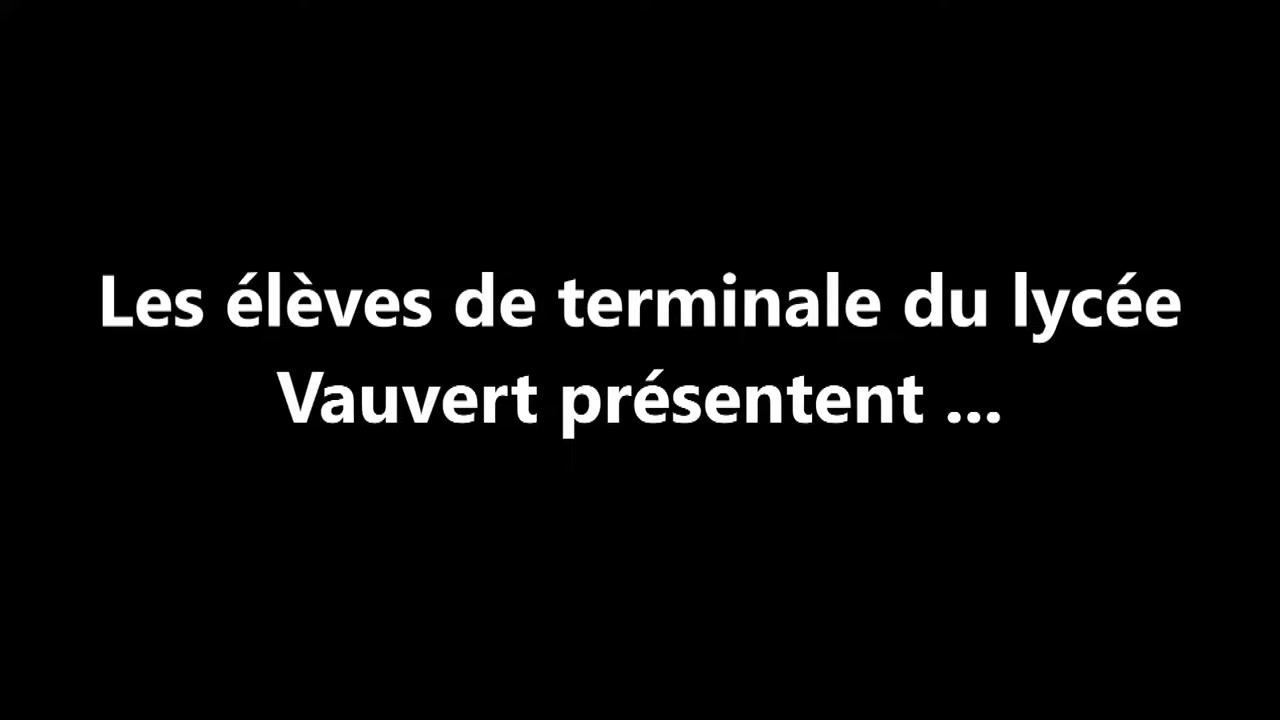 Les élèves de terminale du lycée
Vauvert présentent ...